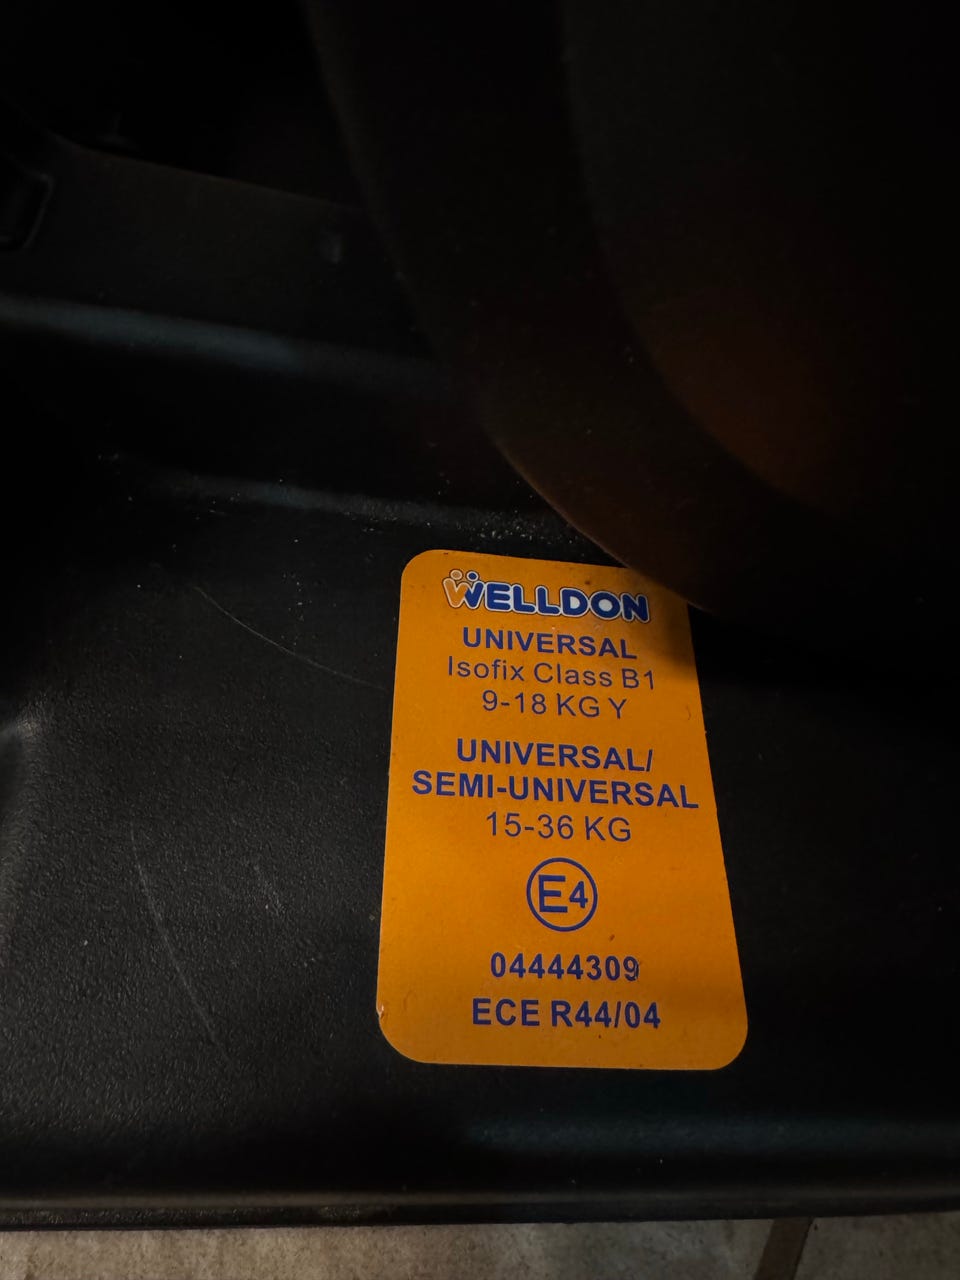 WELLDON
UNIVERSAL
Isofix Class B1
9-18 KG Y
UNIVERSAL/
SEMI-UNIVERSAL
15-36 KG
E4
04444309
ECE R44/04